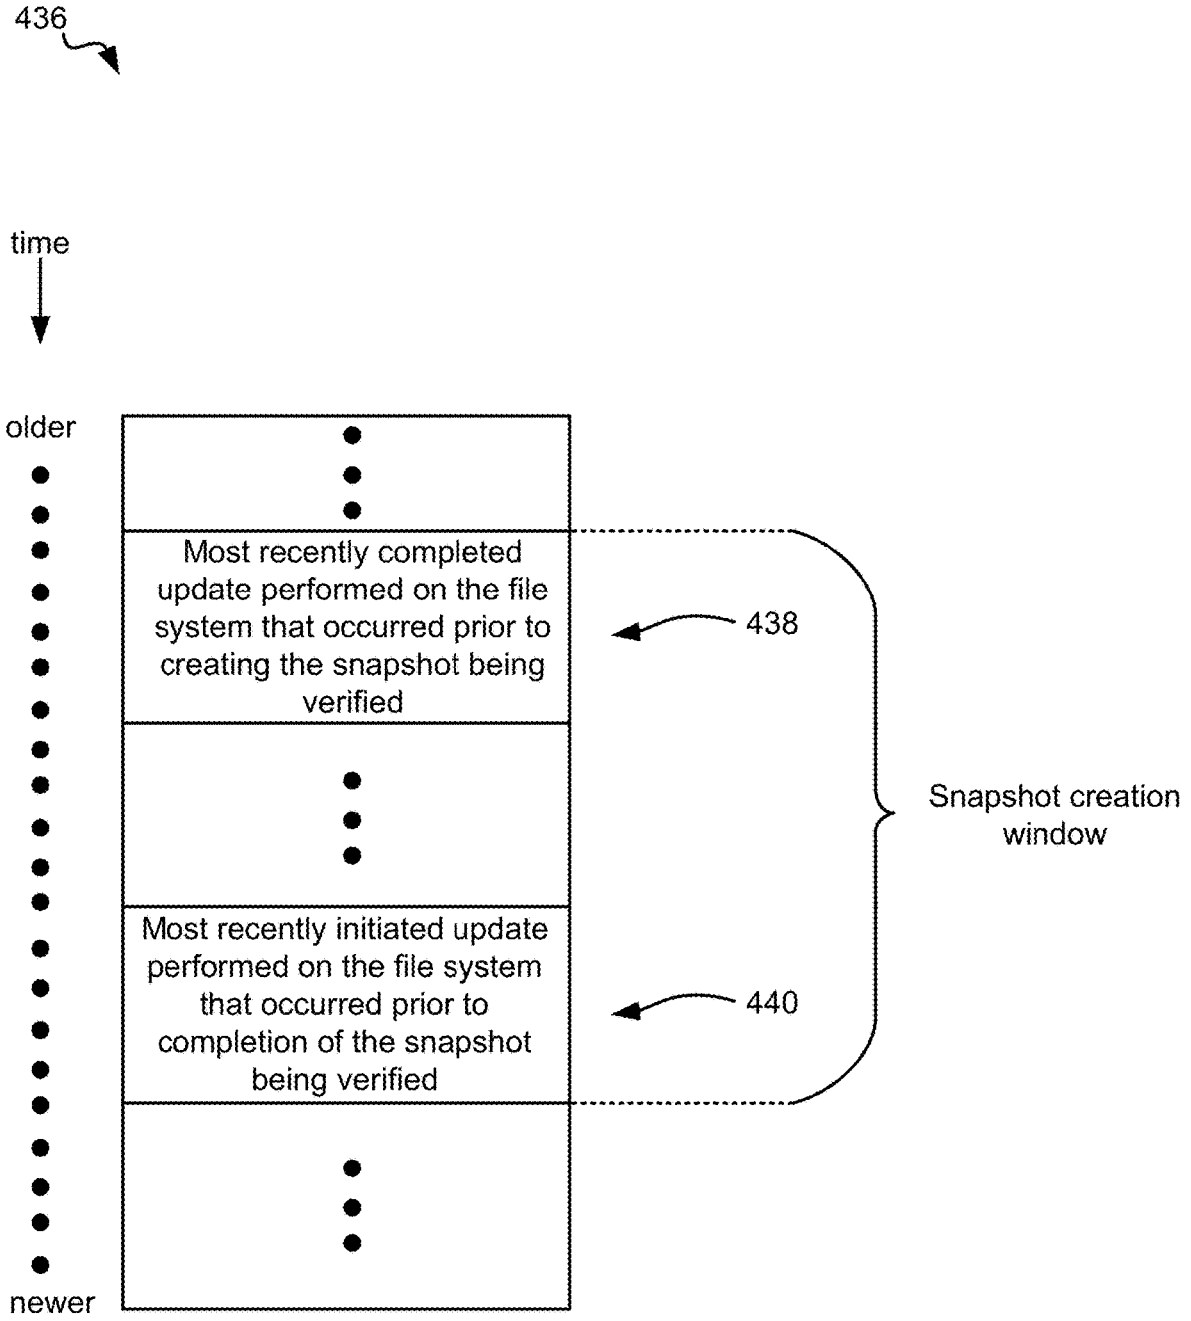 436
time
older
Most recently completed
update performed on the file
system that occurred prior to
creating the snapshot being
verified
438
Snapshot creation
window
Most recently initiated update
performed on the file system
that occurred prior to
completion of the snapshot
being verified
440
newer